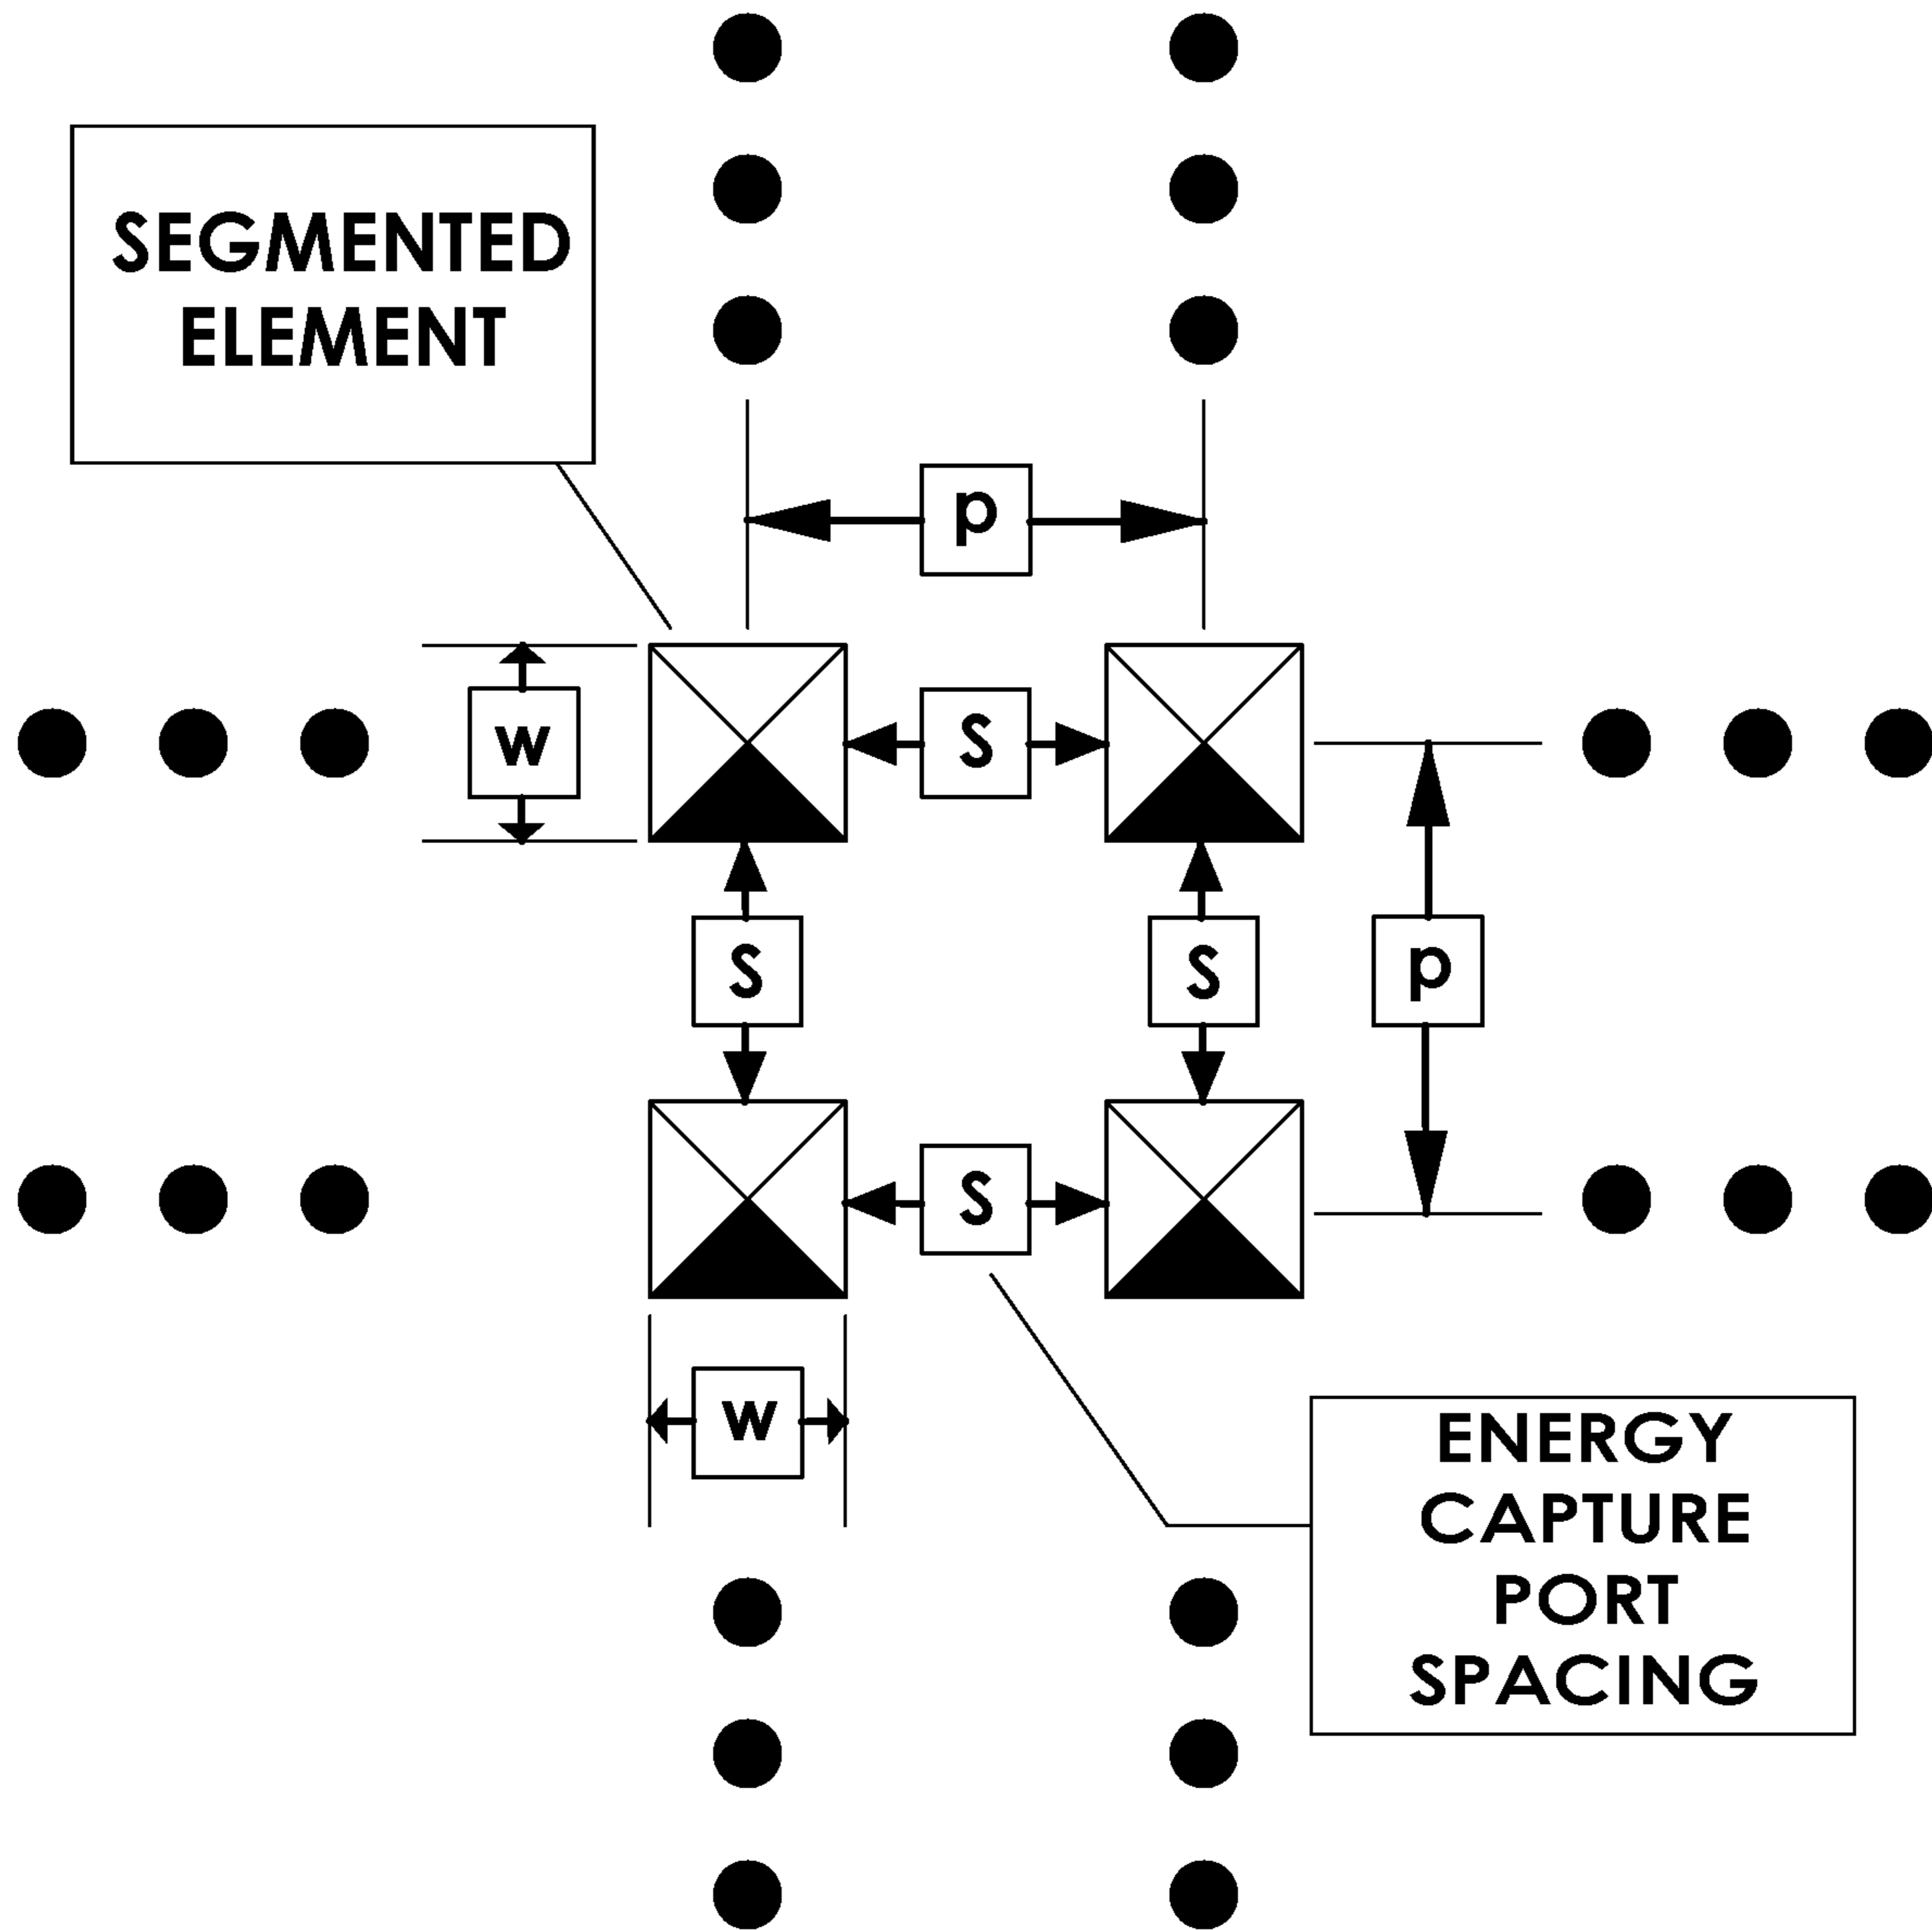 SEGMENTED
ELEMENT
p
w
s
s
s
p
s
w
ENERGY
CAPTURE
PORT
SPACING